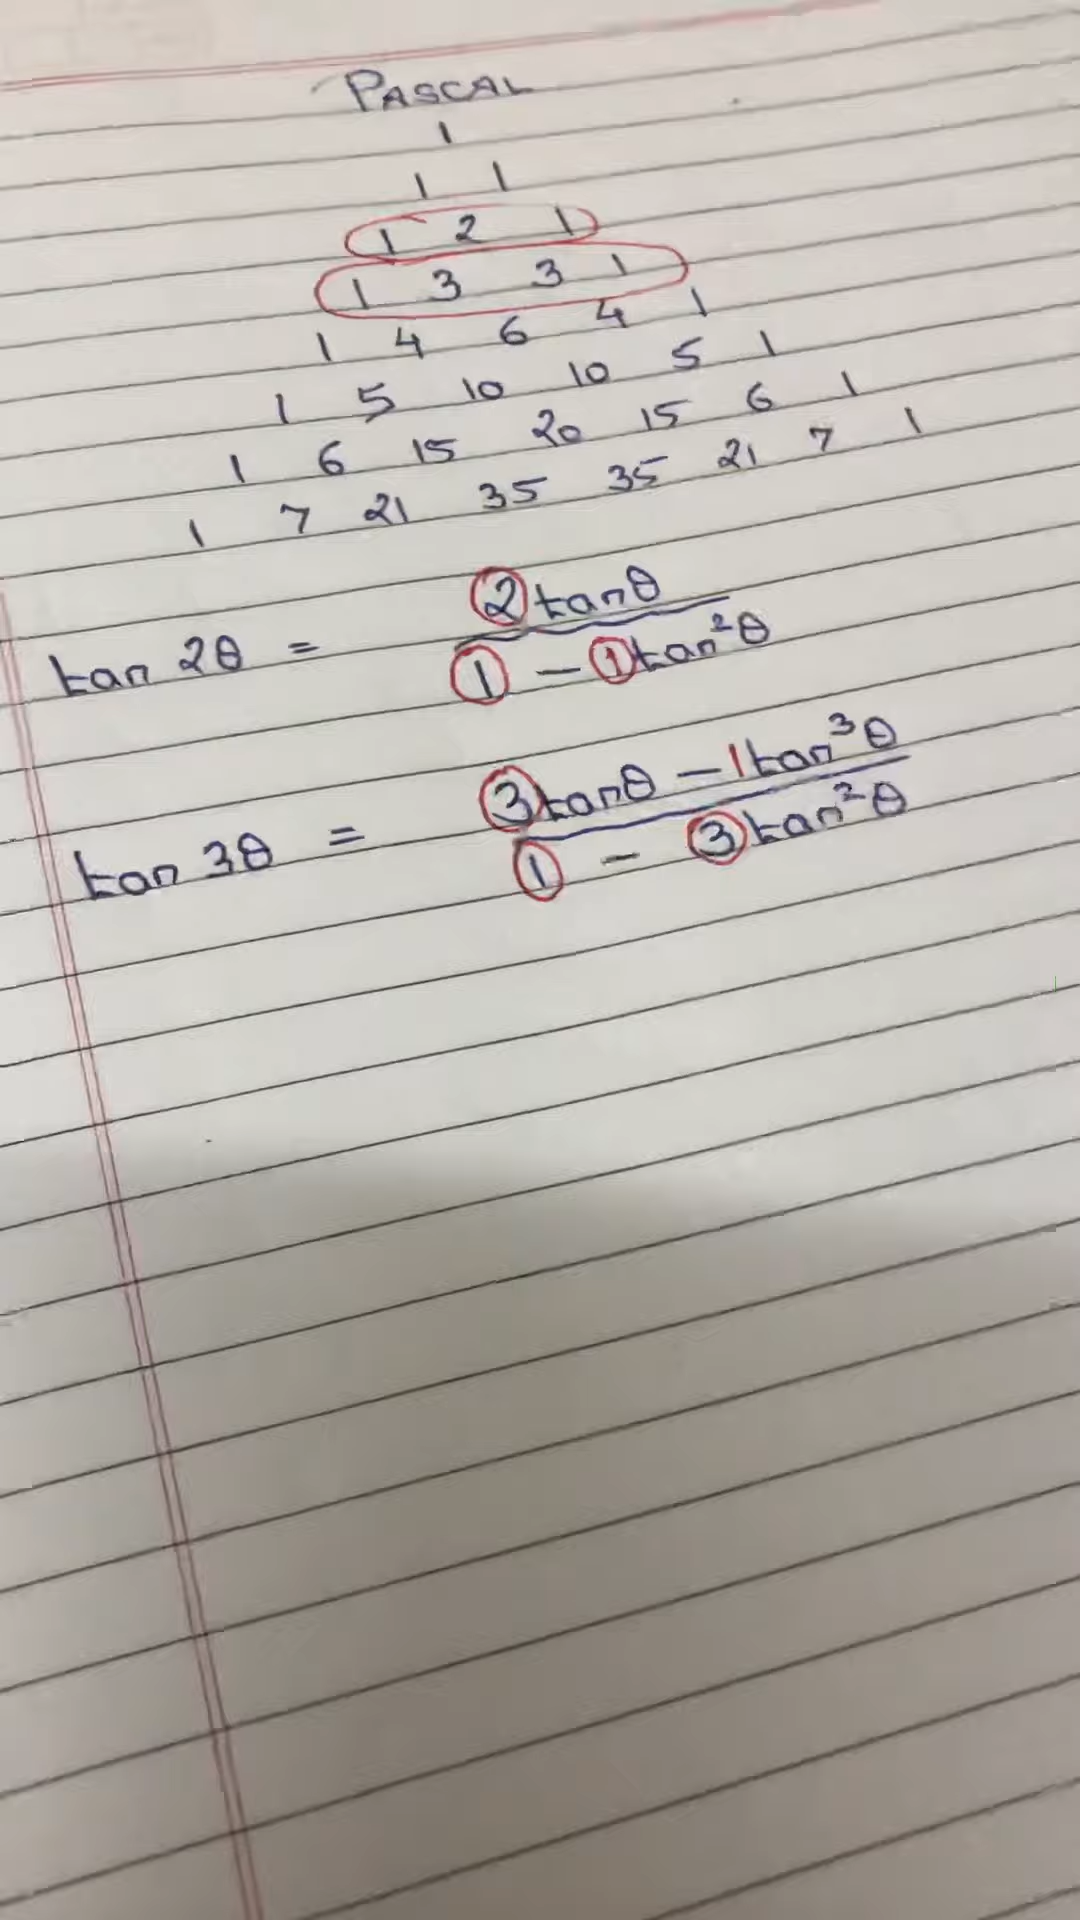 PASCAL
1
1 1
1 2 1
1 3 3 1
1 4 6 4 1
1 5 10 10 5 1
1 6 15 20 15 6 1
1 7 21 35 35 21 7 1
2tanθ
tan 2θ = ―――
1 - 1tan²θ
3tanθ - 1tan³θ
tan 3θ = ―――
1 - 3tan²θ